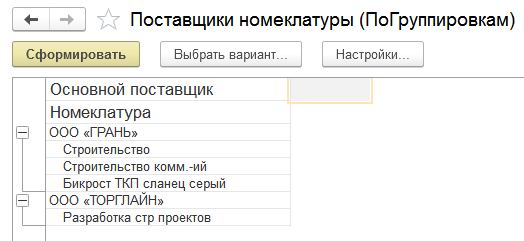 Поставщики номеклатуры (ПоГруппировкам)
Сформировать Выбрать вариант... Настройки...
Основной поставщик
Номеклатура
ООО «ГРАНЬ»
Строительство
Строительство комм.-ий
Бикрост ТКП сланец серый
ООО «ТОРГЛАЙН»
Разработка стр проектов